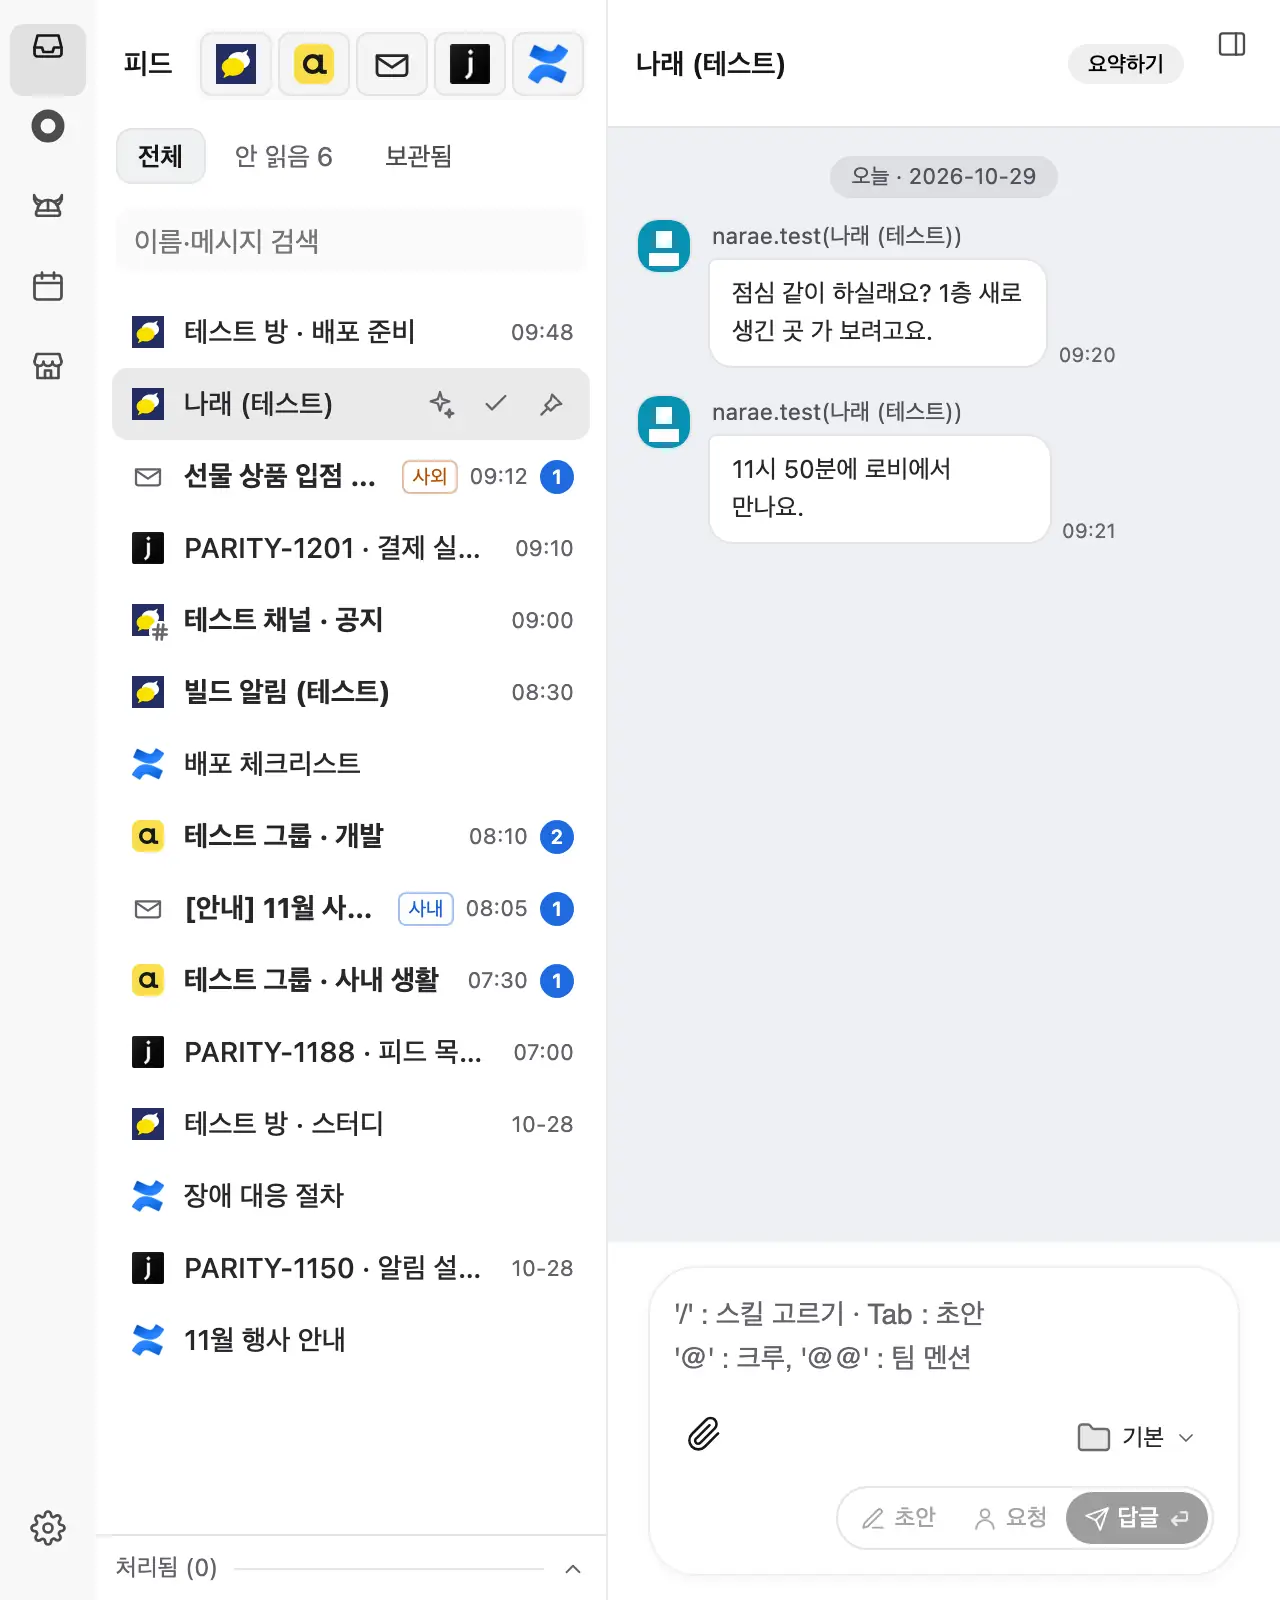 피드
전체
안 읽음 6
보관됨
이름·메시지 검색
테스트 방 · 배포 준비 09:48
나래 (테스트)
선물 상품 입점 ... 사외 09:12 1
PARITY-1201 · 결제 실... 09:10
테스트 채널 · 공지 09:00
빌드 알림 (테스트) 08:30
배포 체크리스트
테스트 그룹 · 개발 08:10 2
[안내] 11월 사... 사내 08:05 1
테스트 그룹 · 사내 생활 07:30 1
PARITY-1188 · 피드 목... 07:00
테스트 방 · 스터디 10-28
장애 대응 절차
PARITY-1150 · 알림 설... 10-28
11월 행사 안내
처리됨 (0)
나래 (테스트)
요약하기
오늘 · 2026-10-29
narae.test(나래 (테스트))
점심 같이 하실래요? 1층 새로
생긴 곳 가 보려고요.
09:20
narae.test(나래 (테스트))
11시 50분에 로비에서
만나요.
09:21
'/' : 스킬 고르기 · Tab : 초안
'@' : 크루, '@@' : 팀 멘션
기본
초안
요청
답글